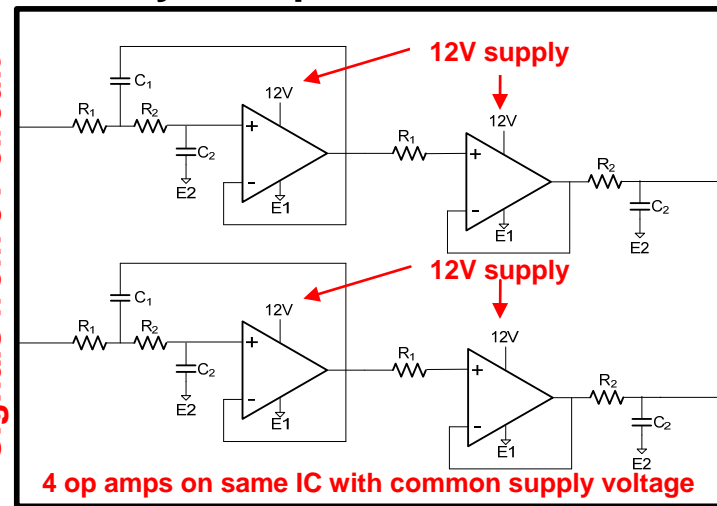 12V supply
C1
12V
12V
R1
R2
R1
R2
C2
C2
E2
E1
E1
E2
12V supply
C1
12V
12V
R1
R2
R1
R2
C2
C2
E2
E1
E1
E2
4 op amps on same IC with common supply voltage